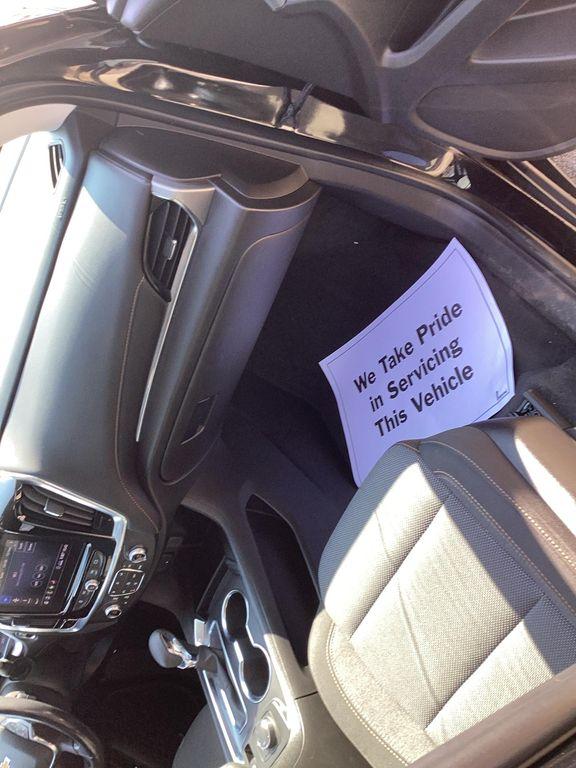 We Take Pride
in Servicing
This Vehicle